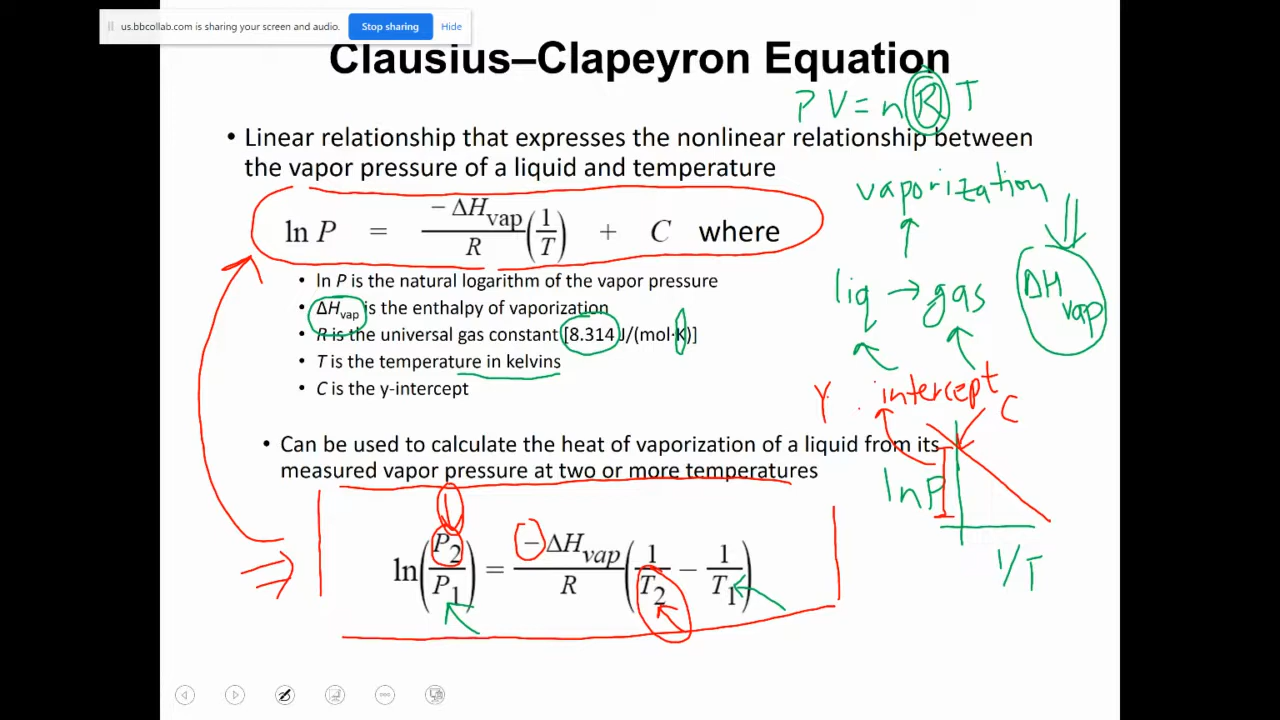 us.bbcollab.com is sharing your screen and audio. Stop sharing Hide
Clausius–Clapeyron Equation
PV = nRT
• Linear relationship that expresses the nonlinear relationship between
the vapor pressure of a liquid and temperature
vaporization
ln P = −ΔHvap/R (1/T) + C where
liq → gas
ΔHvap
• ln P is the natural logarithm of the vapor pressure
• ΔHvap is the enthalpy of vaporization
• R is the universal gas constant [8.314 J/(mol·K)]
• T is the temperature in kelvins
• C is the y-intercept
Y intercept
C
• Can be used to calculate the heat of vaporization of a liquid from its
measured vapor pressure at two or more temperatures
ln P
1/T
ln(P2/P1) = −ΔHvap/R (1/T2 − 1/T1)